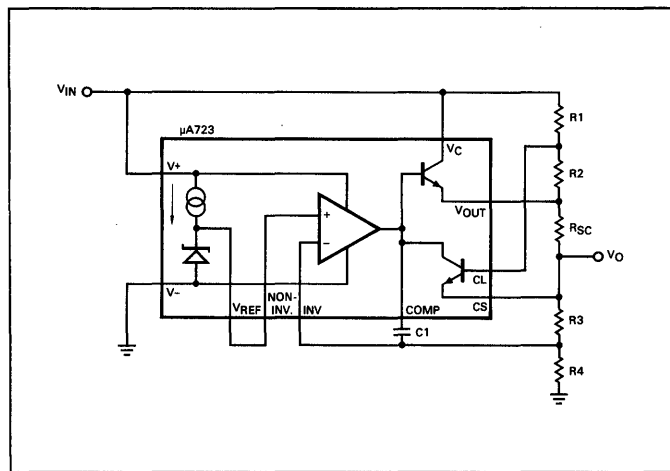 VIN
μA723
R1
V+
VC
R2
VOUT
+
−
RSC
VO
CL
V−
CS
VREF
NON-
INV.
INV
COMP
C1
R3
R4